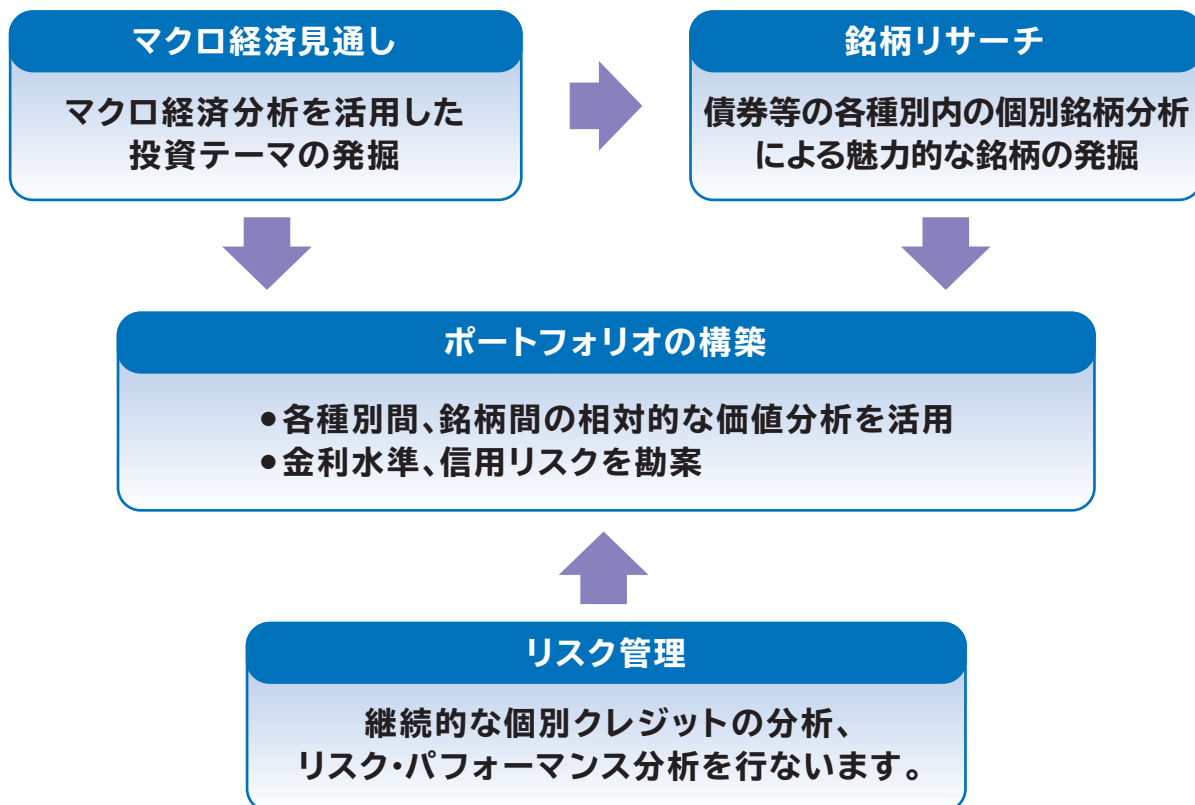 マクロ経済見通し
マクロ経済分析を活用した
投資テーマの発掘
銘柄リサーチ
債券等の各種別内の個別銘柄分析
による魅力的な銘柄の発掘
ポートフォリオの構築
●各種別間、銘柄間の相対的な価値分析を活用
●金利水準、信用リスクを勘案
リスク管理
継続的な個別クレジットの分析、
リスク・パフォーマンス分析を行ないます。